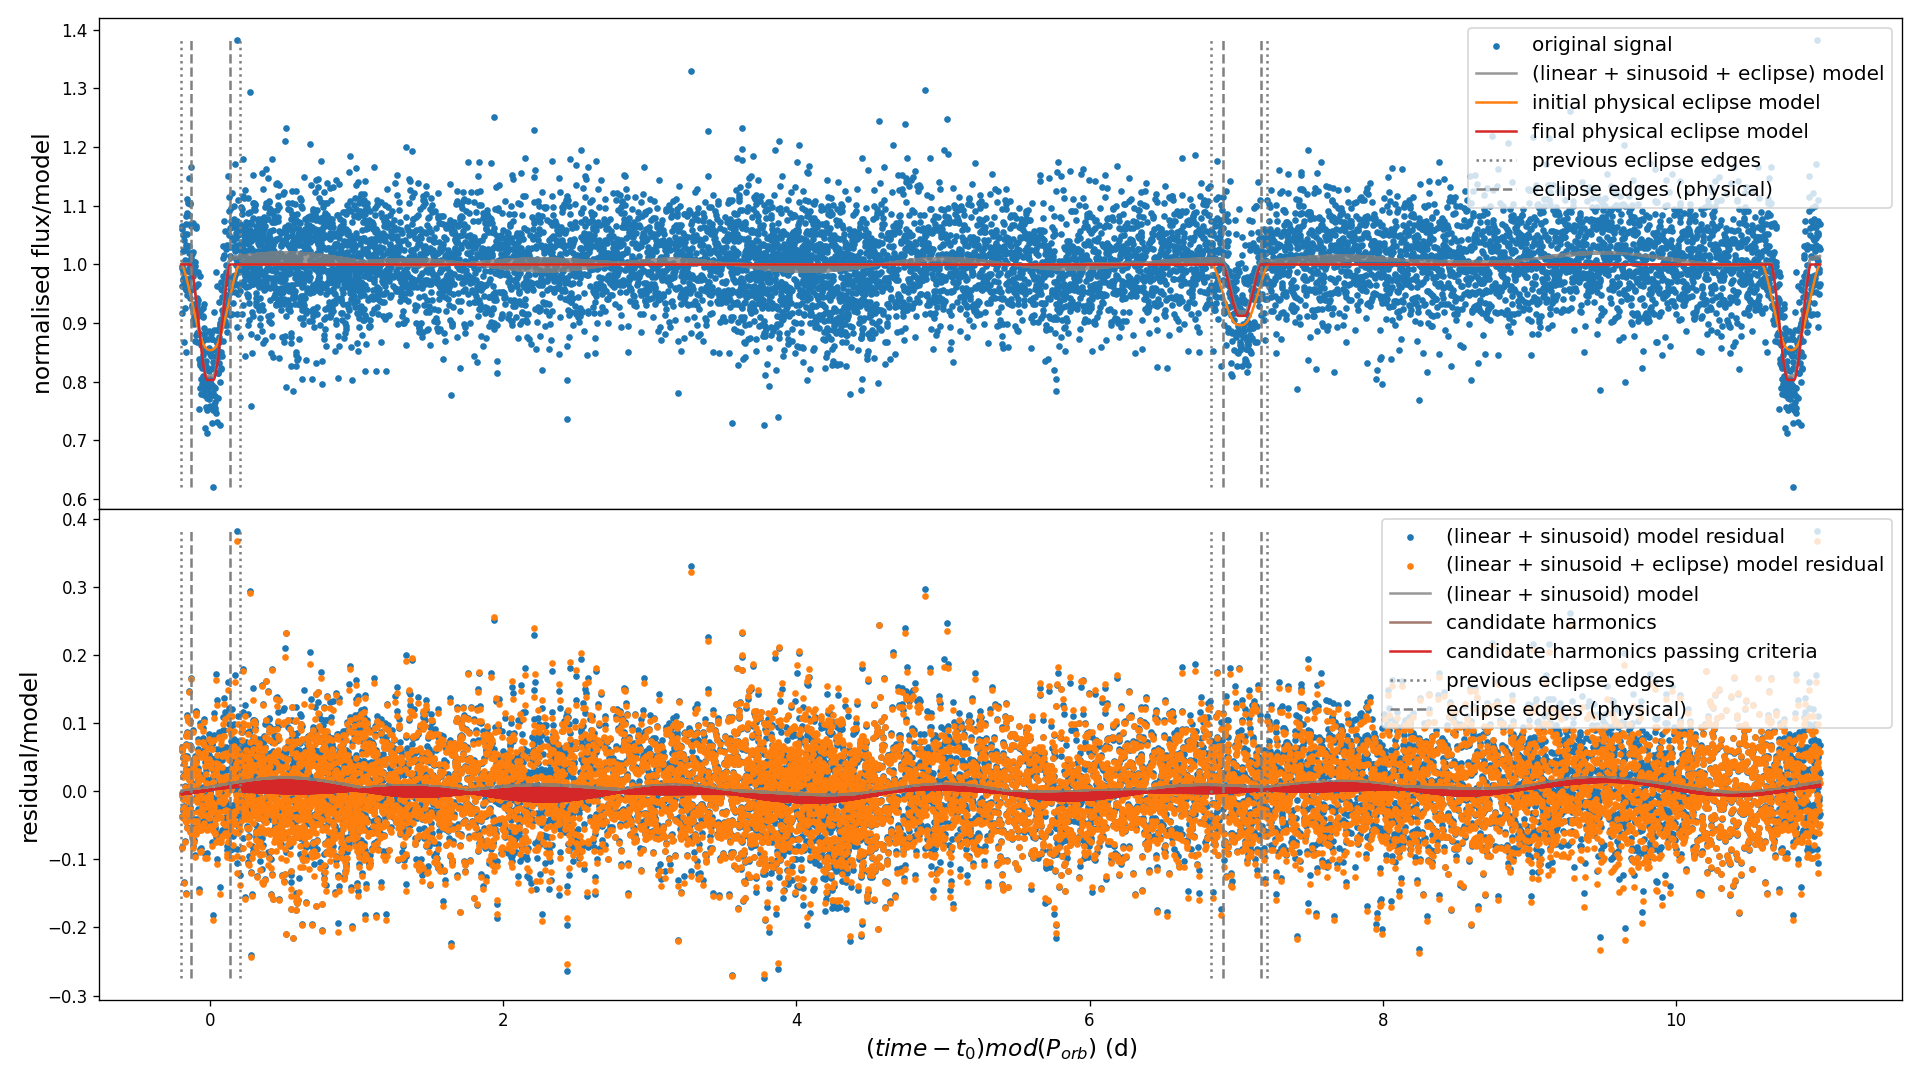 1.4
1.3
1.2
1.1
1.0
0.9
0.8
0.7
0.6
normalised flux/model
original signal
(linear + sinusoid + eclipse) model
initial physical eclipse model
final physical eclipse model
previous eclipse edges
eclipse edges (physical)
0.4
0.3
0.2
0.1
0.0
−0.1
−0.2
−0.3
residual/model
(linear + sinusoid) model residual
(linear + sinusoid + eclipse) model residual
(linear + sinusoid) model
candidate harmonics
candidate harmonics passing criteria
previous eclipse edges
eclipse edges (physical)
0 2 4 6 8 10
(time − t₀)mod(P_orb) (d)